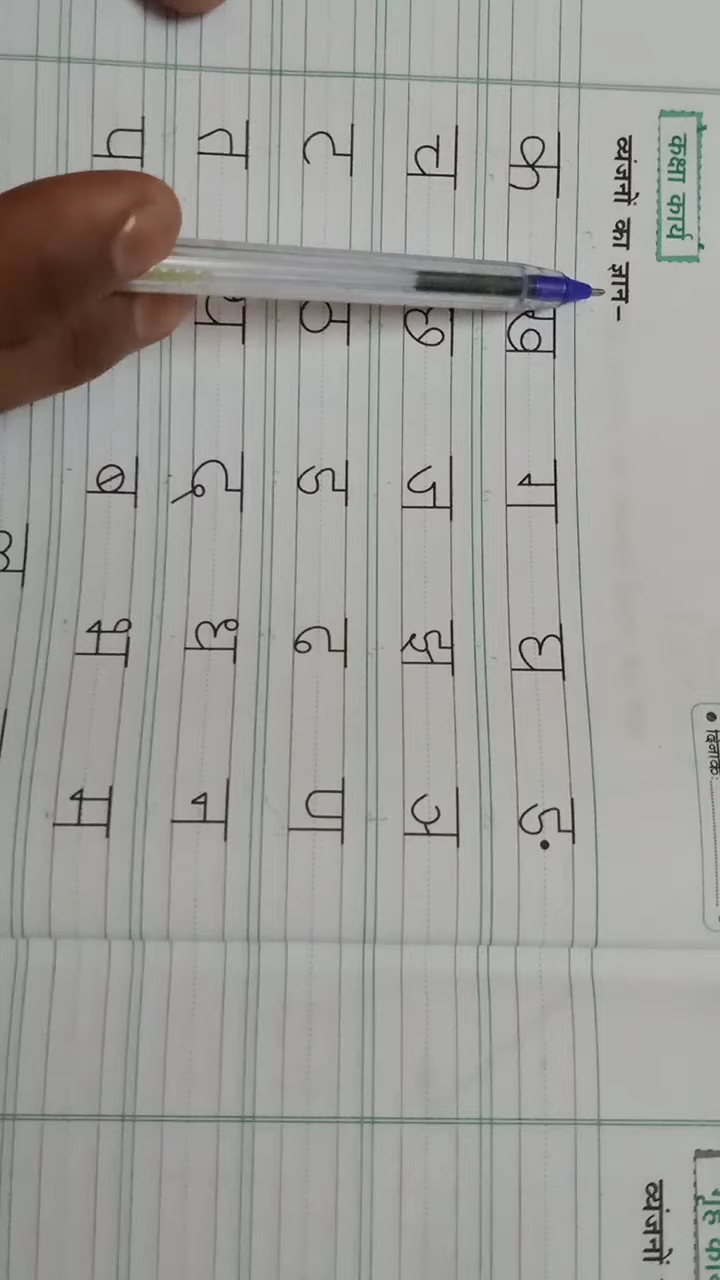 कक्षा कार्य
व्यंजनों का ज्ञान–
क ख ग घ ङ
च छ ज झ ञ
ट ठ ड ढ ण
त थ द ध न
प ब भ म
ल
दिनांक:
व्यंजनों